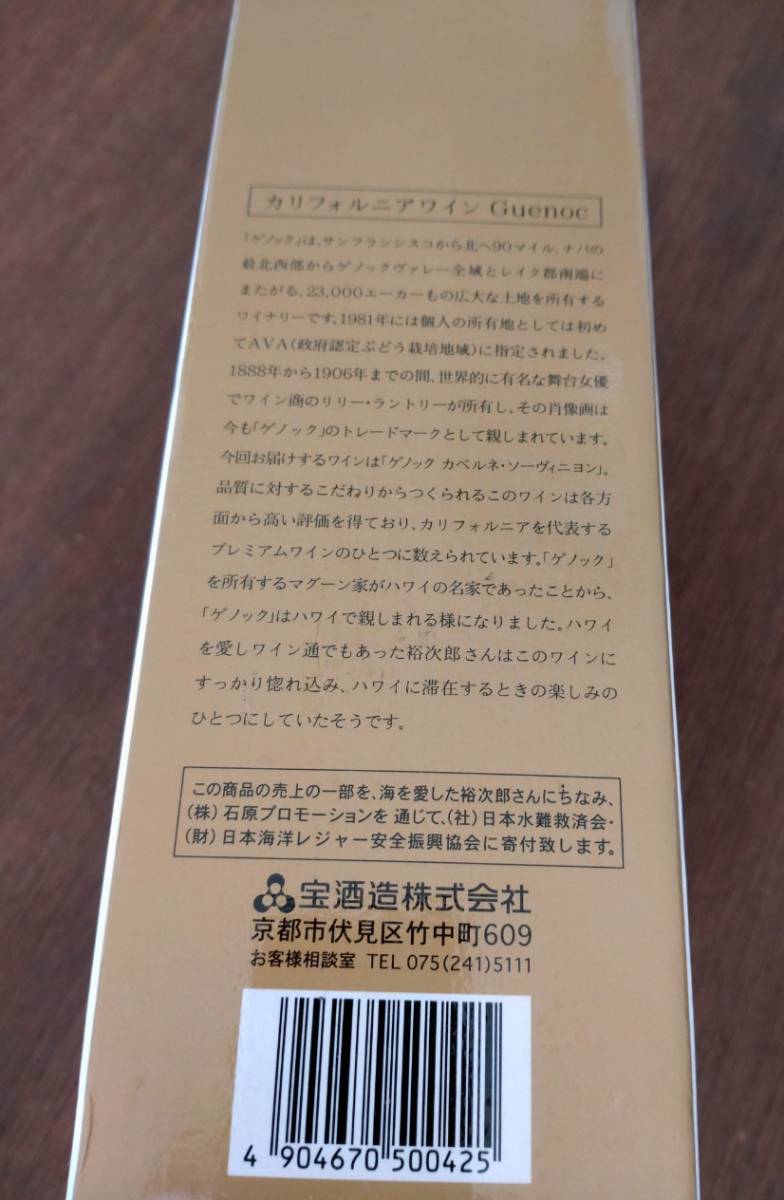 カリフォルニアワイン Guenoc
「ゲノック」は、サンフランシスコから北へ90マイル、ナパの
最北西部からゲノックヴァレー全域とレイク郡南端に
またがる、23,000エーカーもの広大な土地を所有する
ワイナリーです。1981年には個人の所有地としては初め
てAVA(政府認定ぶどう栽培地域)に指定されました。
1888年から1906年までの間、世界的に有名な舞台女優
でワイン商のリリー・ラントリーが所有し、その肖像画は
今も「ゲノック」のトレードマークとして親しまれています。
今回お届けするワインは「ゲノック カベルネ・ソーヴィニヨン」。
品質に対するこだわりからつくられるこのワインは各方
面から高い評価を得ており、カリフォルニアを代表する
プレミアムワインのひとつに数えられています。「ゲノック」
を所有するマグーン家がハワイの名家であったことから、
「ゲノック」はハワイで親しまれる様になりました。ハワイ
を愛しワイン通でもあった裕次郎さんはこのワインに
すっかり惚れ込み、ハワイに滞在するときの楽しみの
ひとつにしていたそうです。
この商品の売上の一部を、海を愛した裕次郎さんにちなみ、
(株)石原プロモーションを 通じて、(社)日本水難救済会・
(財)日本海洋レジャー安全振興協会に寄付致します。
宝酒造株式会社
京都市伏見区竹中町609
お客様相談室 TEL 075(241)5111
4 904670 500425